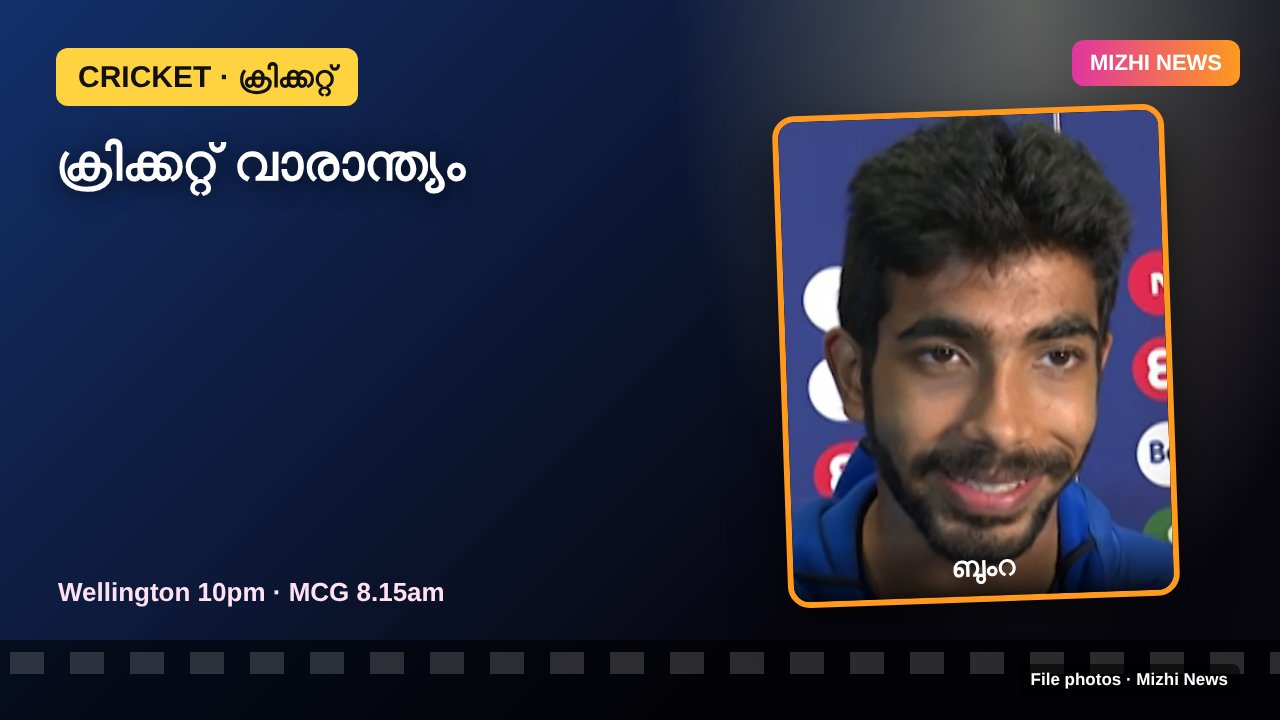 CRICKET · ക്രിക്കറ്റ്
MIZHI NEWS
ക്രിക്കറ്റ് വാരാന്ത്യം
ബുംറ
Wellington 10pm · MCG 8.15am
File photos · Mizhi News